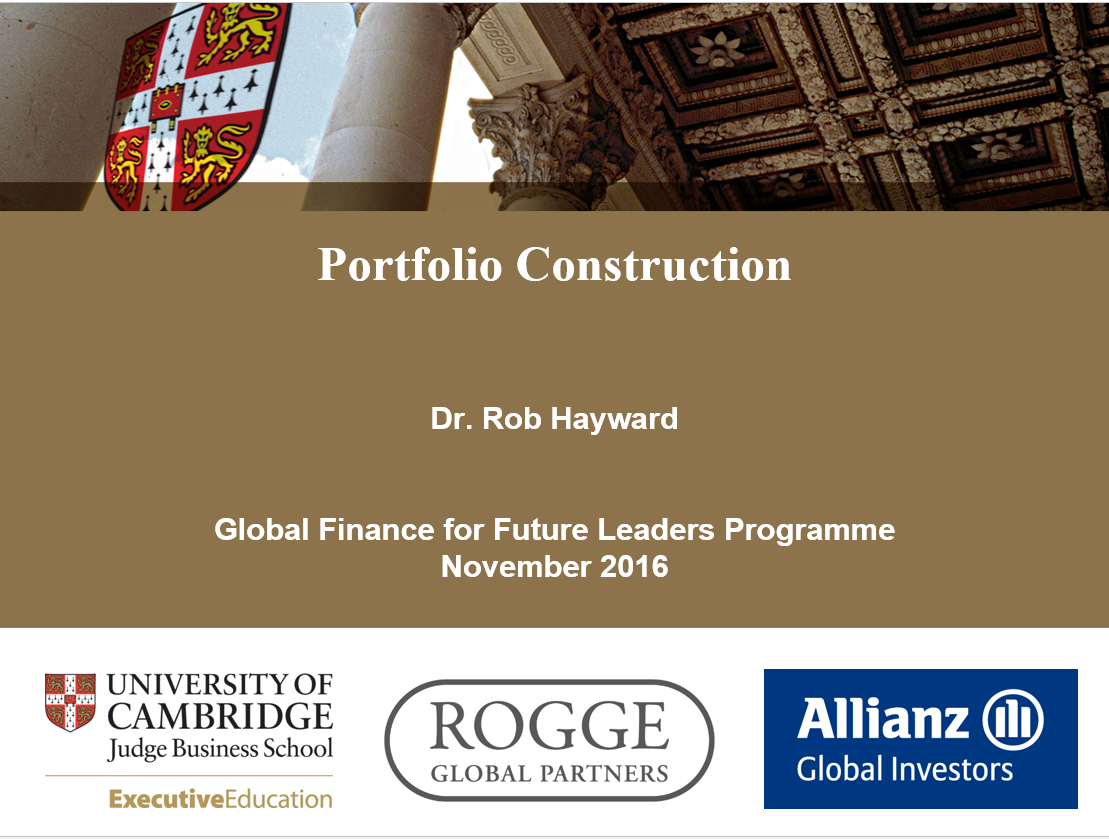 Portfolio Construction
Dr. Rob Hayward
Global Finance for Future Leaders Programme
November 2016
UNIVERSITY OF
CAMBRIDGE
Judge Business School
ExecutiveEducation
ROGGE
GLOBAL PARTNERS
Allianz
Global Investors